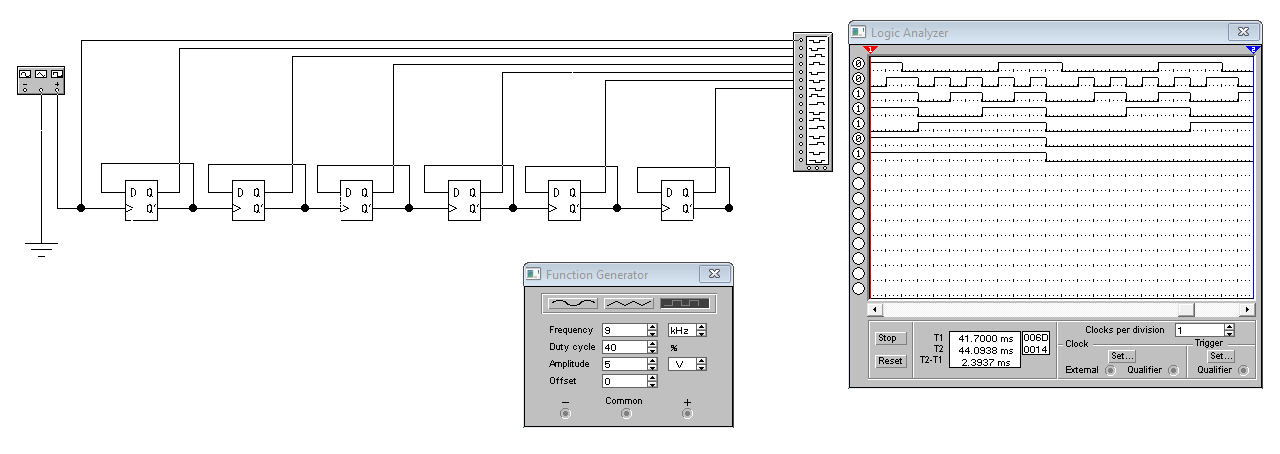 Logic Analyzer
1
2
0
0
1
1
1
0
1
- +
D Q D Q D Q D Q D Q D Q
Q' Q' Q' Q' Q' Q'
Function Generator
Frequency 9 kHz
Duty cycle 40 %
Amplitude 5 V
Offset 0
− Common +
Stop
Reset
T1 41.7000 ms 006D
T2 44.0938 ms 0014
T2-T1 2.3937 ms
Clocks per division 1
Clock
Set...
External Qualifier
Trigger
Set...
Qualifier